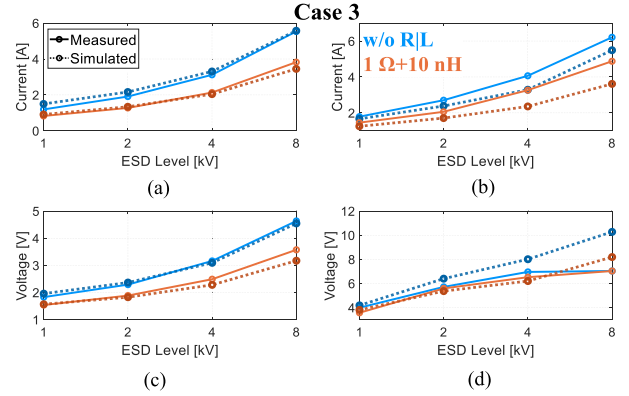 Case 3
Measured
Simulated
Current [A]
6
4
2
0
1
2
4
8
ESD Level [kV]
(a)
w/o R|L
1 Ω+10 nH
Current [A]
6
4
2
1
2
4
8
ESD Level [kV]
(b)
Voltage [V]
5
4
3
2
1
1
2
4
8
ESD Level [kV]
(c)
Voltage [V]
12
10
8
6
4
1
2
4
8
ESD Level [kV]
(d)